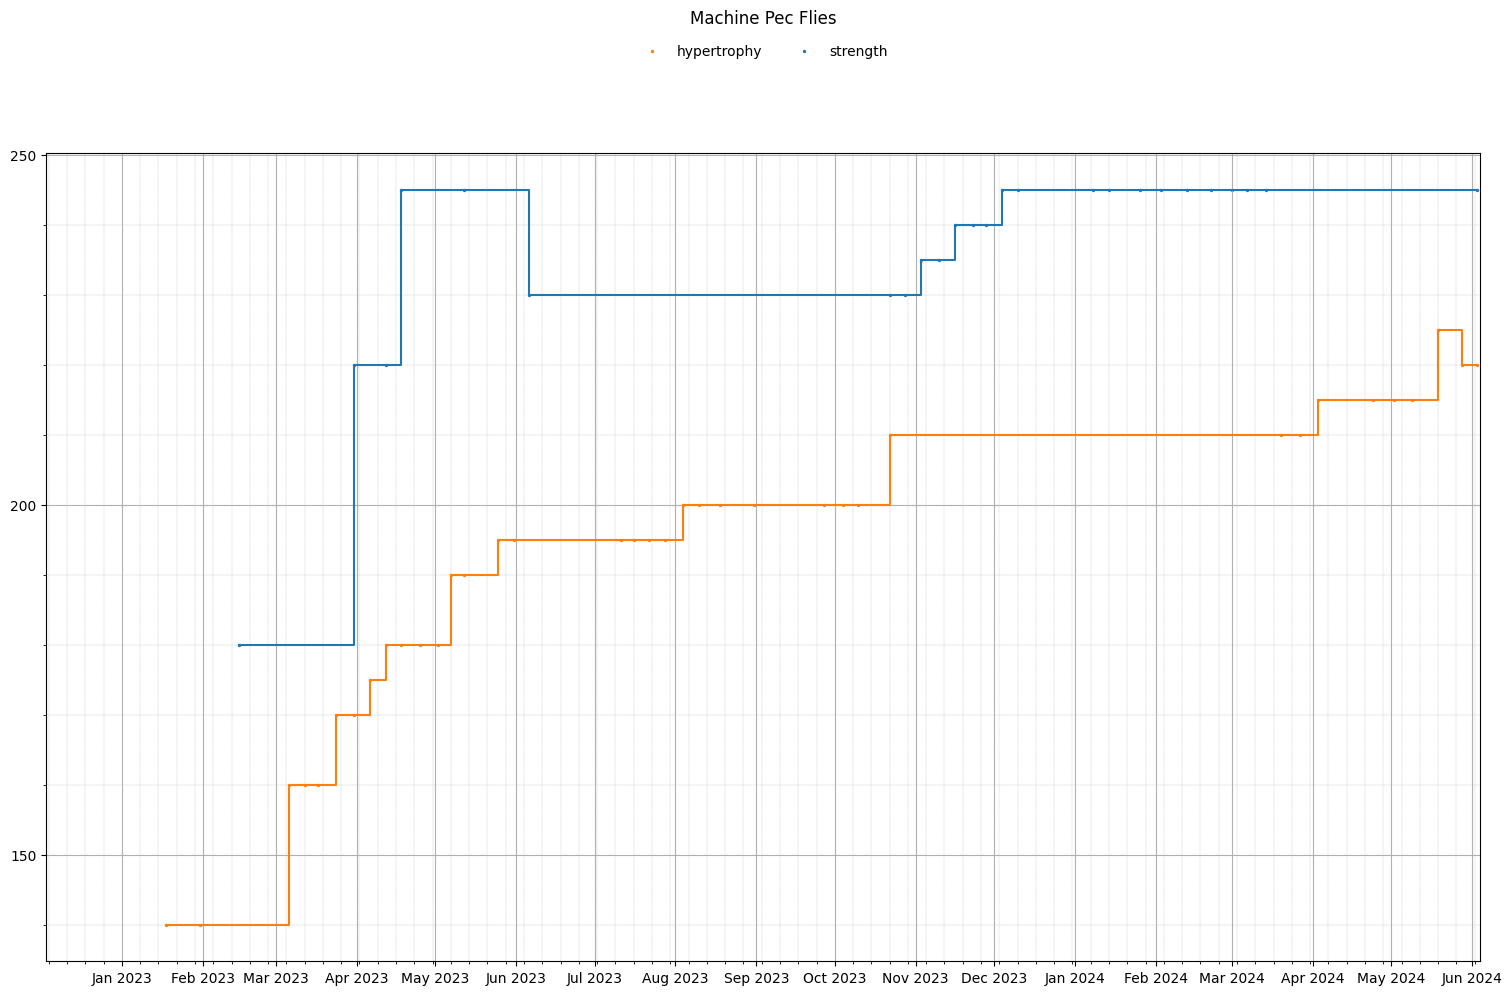 Machine Pec Flies
hypertrophy strength
250
200
150
Jan 2023 Feb 2023 Mar 2023 Apr 2023 May 2023 Jun 2023 Jul 2023 Aug 2023 Sep 2023 Oct 2023 Nov 2023 Dec 2023 Jan 2024 Feb 2024 Mar 2024 Apr 2024 May 2024 Jun 2024